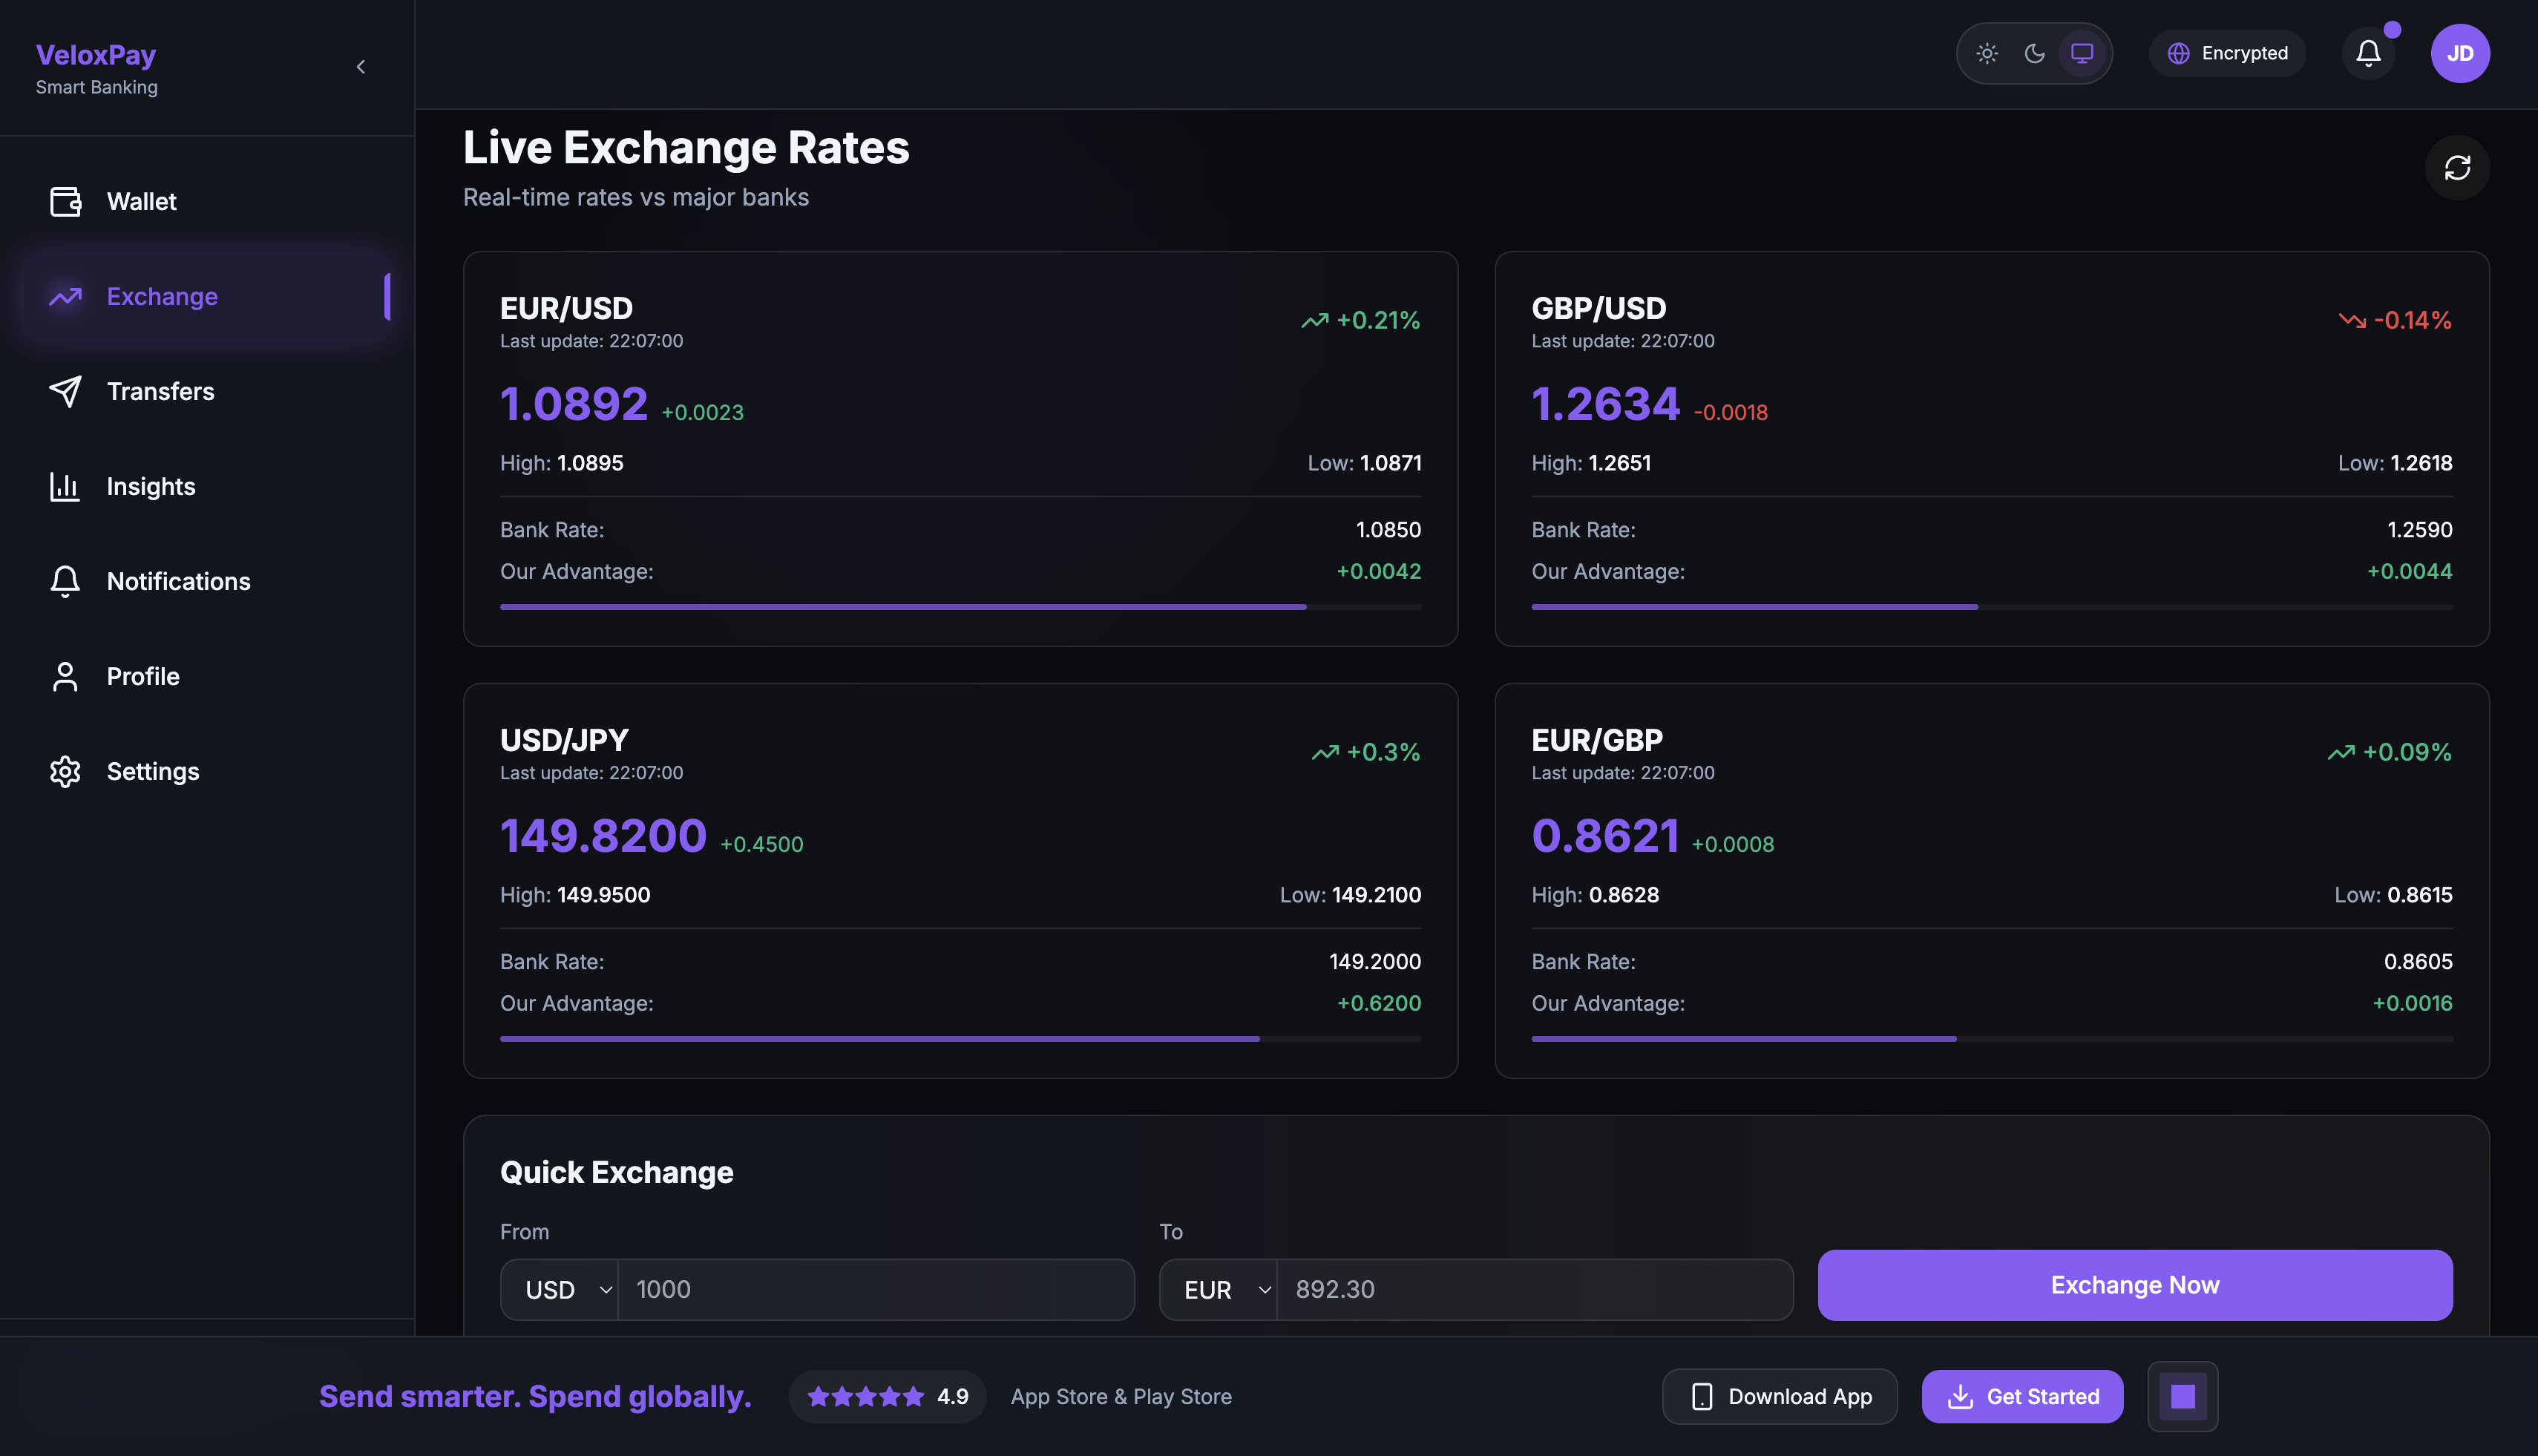 VeloxPay
Smart Banking
Encrypted
JD
Wallet
Exchange
Transfers
Insights
Notifications
Profile
Settings
Live Exchange Rates
Real-time rates vs major banks
EUR/USD
Last update: 22:07:00
+0.21%
1.0892 +0.0023
High: 1.0895 Low: 1.0871
Bank Rate: 1.0850
Our Advantage: +0.0042
GBP/USD
Last update: 22:07:00
-0.14%
1.2634 -0.0018
High: 1.2651 Low: 1.2618
Bank Rate: 1.2590
Our Advantage: +0.0044
USD/JPY
Last update: 22:07:00
+0.3%
149.8200 +0.4500
High: 149.9500 Low: 149.2100
Bank Rate: 149.2000
Our Advantage: +0.6200
EUR/GBP
Last update: 22:07:00
+0.09%
0.8621 +0.0008
High: 0.8628 Low: 0.8615
Bank Rate: 0.8605
Our Advantage: +0.0016
Quick Exchange
From
USD 1000
To
EUR 892.30
Exchange Now
Send smarter. Spend globally.
4.9
App Store & Play Store
Download App
Get Started